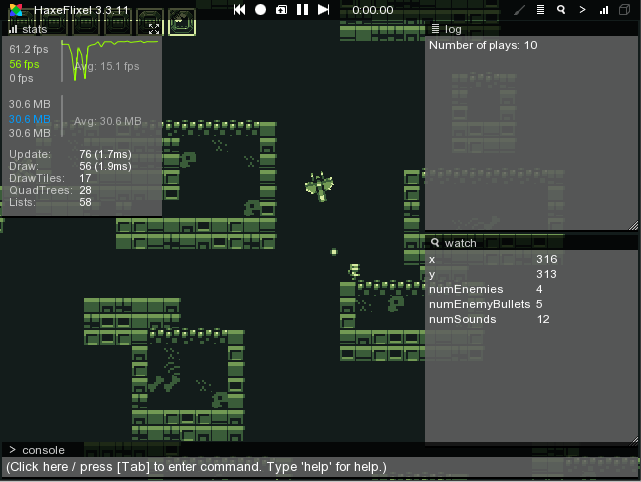 HaxeFlixel 3.3.11
0:00.00
stats
61.2 fps
56 fps
0 fps
Avg: 15.1 fps
30.6 MB
30.6 MB
30.6 MB
Avg: 30.6 MB
Update: 76 (1.7ms)
Draw: 56 (1.9ms)
DrawTiles: 17
QuadTrees: 28
Lists: 58
log
Number of plays: 10
watch
x 316
y 313
numEnemies 4
numEnemyBullets 5
numSounds 12
> console
(Click here / press [Tab] to enter command. Type 'help' for help.)